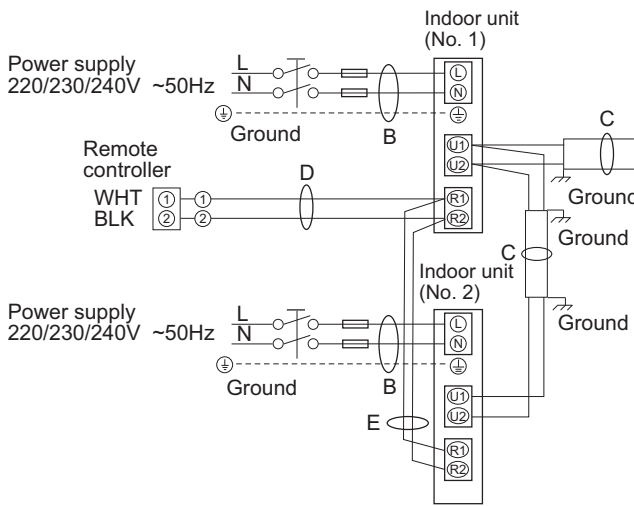 Indoor unit
(No. 1)
Power supply
220/230/240V ~50Hz
L
N
L
N
Ground
B
C
U1
U2
Remote
controller
D
WHT
BLK
1
2
1
2
R1
R2
Ground
Ground
C
Indoor unit
(No. 2)
Power supply
220/230/240V ~50Hz
L
N
L
N
Ground
Ground
B
U1
U2
E
R1
R2